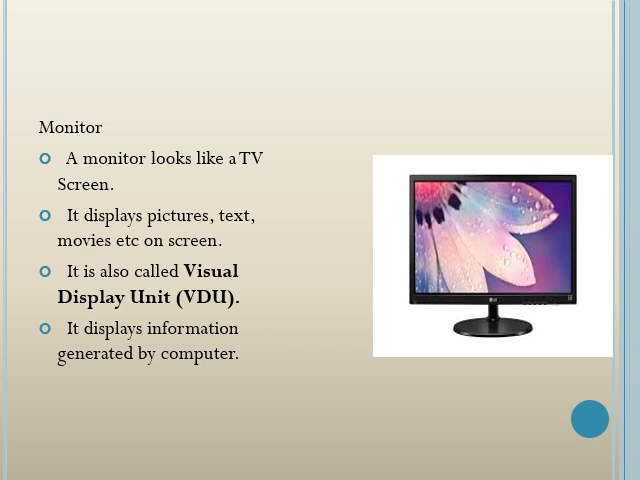 Monitor
A monitor looks like a TV
Screen.
It displays pictures, text,
movies etc on screen.
It is also called Visual
Display Unit (VDU).
It displays information
generated by computer.